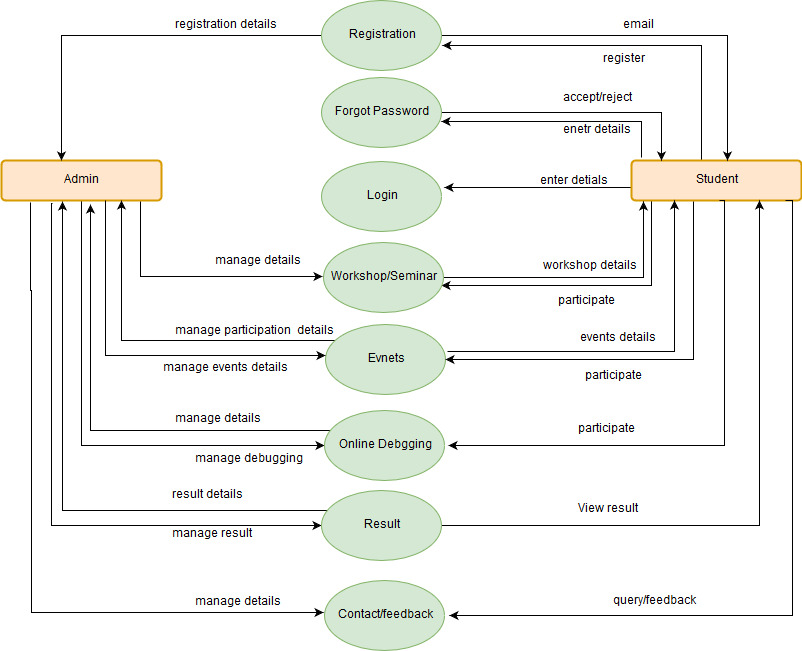 registration details
Registration
email
register
Forgot Password
accept/reject
enetr details
Admin
Login
enter detials
Student
manage details
Workshop/Seminar
workshop details
participate
manage participation details
Evnets
events details
manage events details
participate
manage details
Online Debgging
participate
manage debugging
result details
Result
View result
manage result
manage details
Contact/feedback
query/feedback